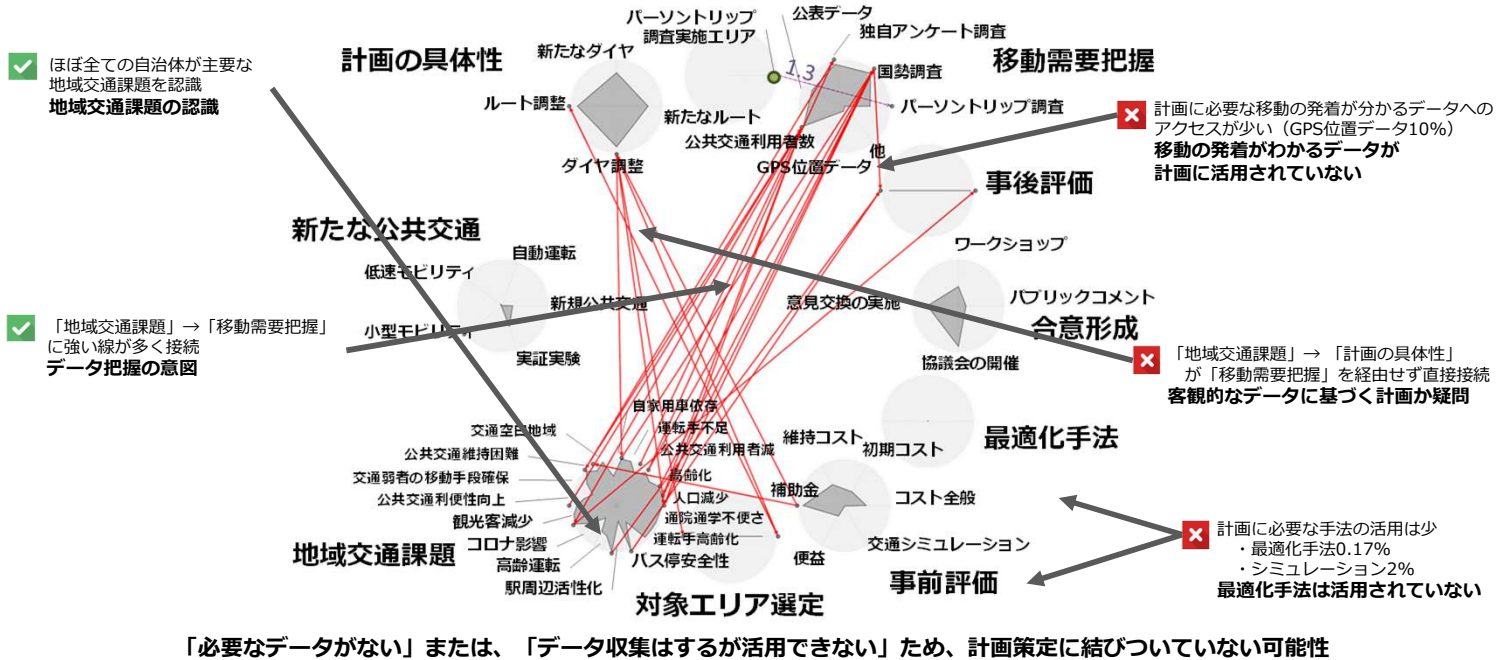 パーソントリップ
調査実施エリア
公表データ
独自アンケート調査
国勢調査
移動需要把握
1.3
パーソントリップ調査
計画の具体性
新たなダイヤ
ルート調整
新たなルート
公共交通利用者数
ダイヤ調整
GPS位置データ
他
ほぼ全ての自治体が主要な
地域交通課題を認識
地域交通課題の認識
計画に必要な移動の発着が分かるデータへの
アクセスが少い（GPS位置データ10%）
移動の発着がわかるデータが
計画に活用されていない
事後評価
新たな公共交通
自動運転
低速モビリティ
新規公共交通
小型モビリティ
実証実験
ワークショップ
意見交換の実施
パブリックコメント
合意形成
協議会の開催
「地域交通課題」→「移動需要把握」
に強い線が多く接続
データ把握の意図
「地域交通課題」→ 「計画の具体性」
が「移動需要把握」を経由せず直接接続
客観的なデータに基づく計画か疑問
最適化手法
自家用車依存
交通空白地域
運転手不足
公共交通維持困難
公共交通利用者減
交通弱者の移動手段確保
高齢化
公共交通利便性向上
人口減少
観光客減少
通院通学不便さ
コロナ影響
運転手高齢化
地域交通課題
高齢運転
バス停安全性
駅周辺活性化
対象エリア選定
維持コスト
初期コスト
補助金
コスト全般
便益
交通シミュレーション
事前評価
計画に必要な手法の活用は少
・最適化手法0.17%
・シミュレーション2%
最適化手法は活用されていない
「必要なデータがない」または、「データ収集はするが活用できない」ため、計画策定に結びついていない可能性